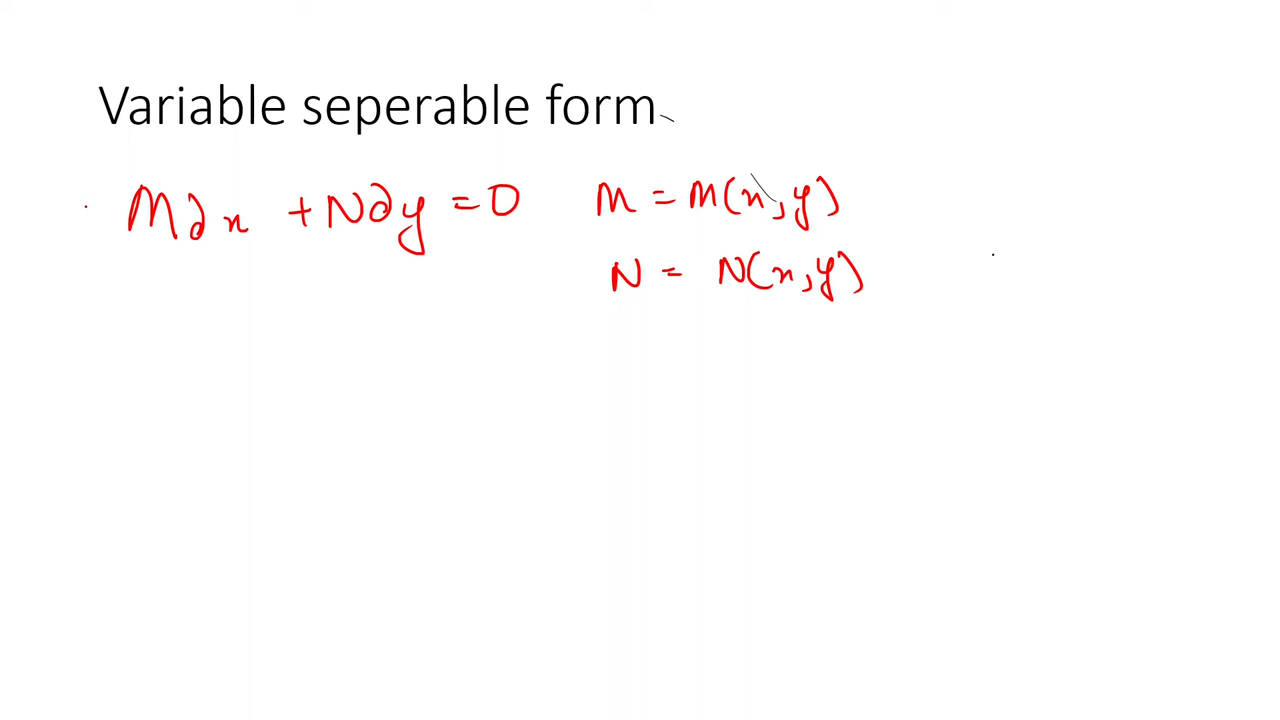 Variable seperable form
M∂x + N∂y = 0 M = M(x,y)
N = N(x,y)